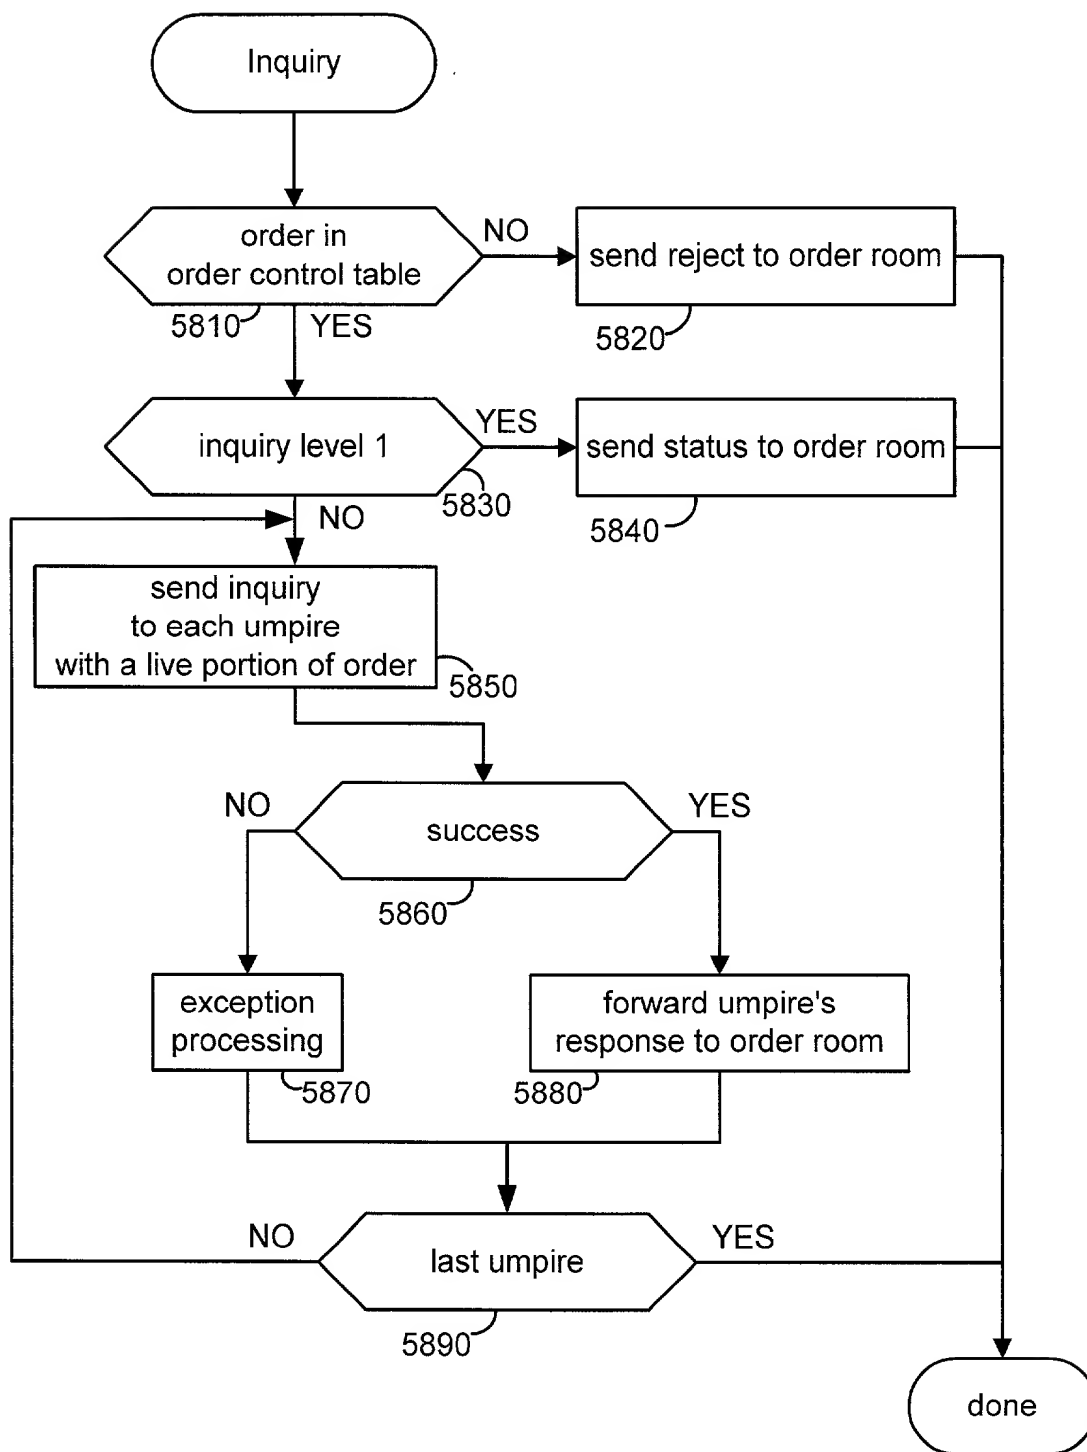 Inquiry
order in
order control table
NO
send reject to order room
5810
YES
5820
inquiry level 1
YES
send status to order room
5830
NO
5840
send inquiry
to each umpire
with a live portion of order
5850
NO
success
YES
5860
exception
processing
forward umpire's
response to order room
5870
5880
NO
last umpire
YES
5890
done